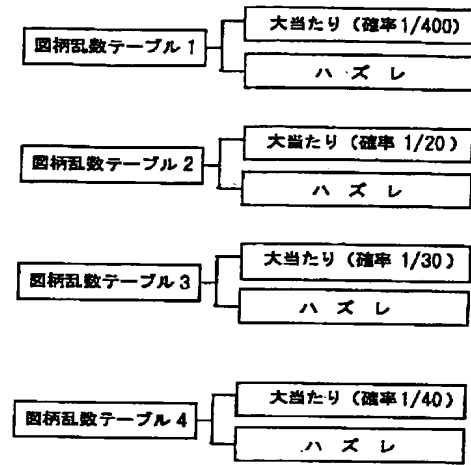 図柄乱数テーブル 1
大当たり (確率 1/400)
ハ ズ レ
図柄乱数テーブル 2
大当たり (確率 1/20)
ハ ズ レ
図柄乱数テーブル 3
大当たり (確率 1/30)
ハ ズ レ
図柄乱数テーブル 4
大当たり (確率 1/40)
ハ ズ レ